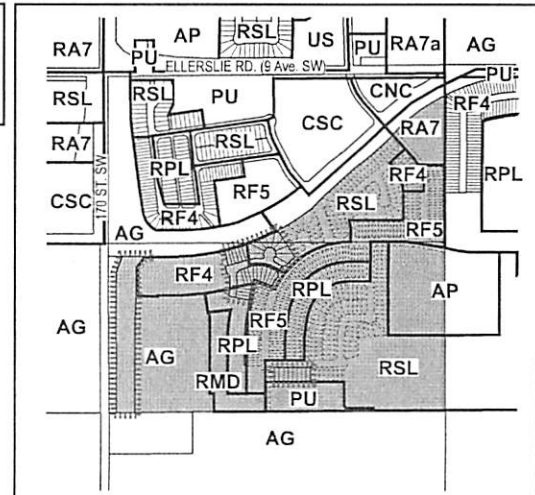 AP RSL US RA7a AG
RA7 PU PU
ELLERSLIE RD. (9 Ave. SW)
PU
RSL RSL PU CNC RF4
CSC RA7
RA7 RSL
RPL RF4 RPL
CSC RF5
170 ST. SW
RF4 RSL
AG RF5
RF4
RPL AP
AG RF5
AG RPL
RSL
RMD
PU
AG